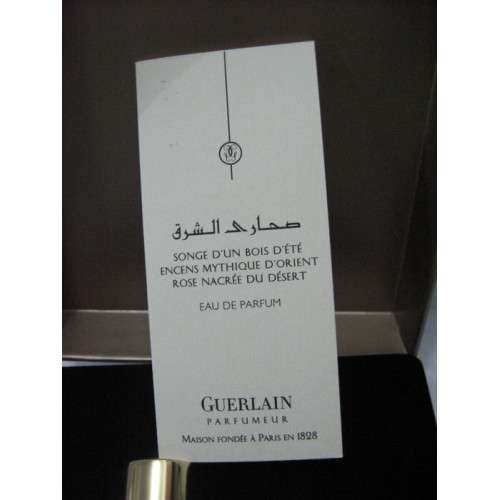 صحارى الشرق
SONGE D'UN BOIS D'ÉTÉ
ENCENS MYTHIQUE D'ORIENT
ROSE NACRÉE DU DÉSERT
EAU DE PARFUM
GUERLAIN
PARFUMEUR
MAISON FONDÉE À PARIS EN 1828